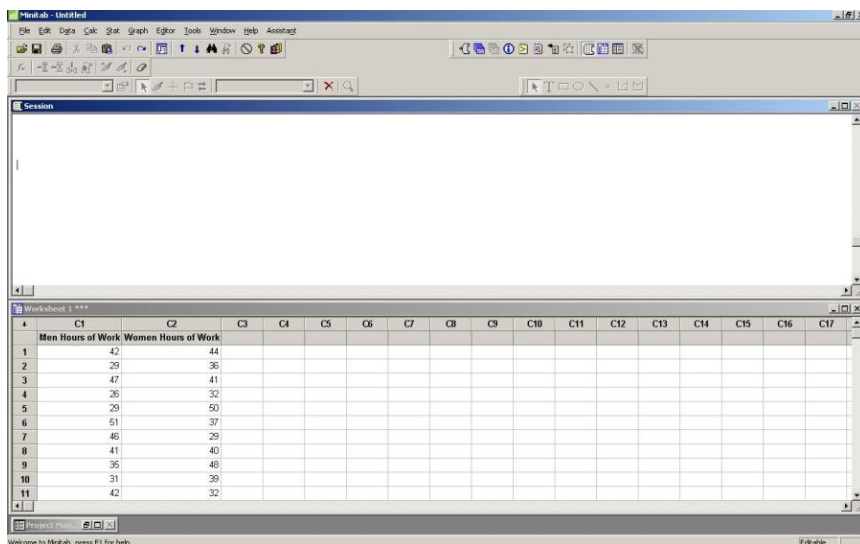 Minitab - Untitled
File Edit Data Calc Stat Graph Editor Tools Window Help Assistant
Session
Worksheet 1 ***
C1 C2 C3 C4 C5 C6 C7 C8 C9 C10 C11 C12 C13 C14 C15 C16 C17
Men Hours of Work Women Hours of Work
1 42 44
2 29 36
3 47 41
4 26 32
5 29 50
6 51 37
7 46 29
8 41 40
9 35 48
10 31 39
11 42 32
Project Man...
Welcome to Minitab, press F1 for help. Editable